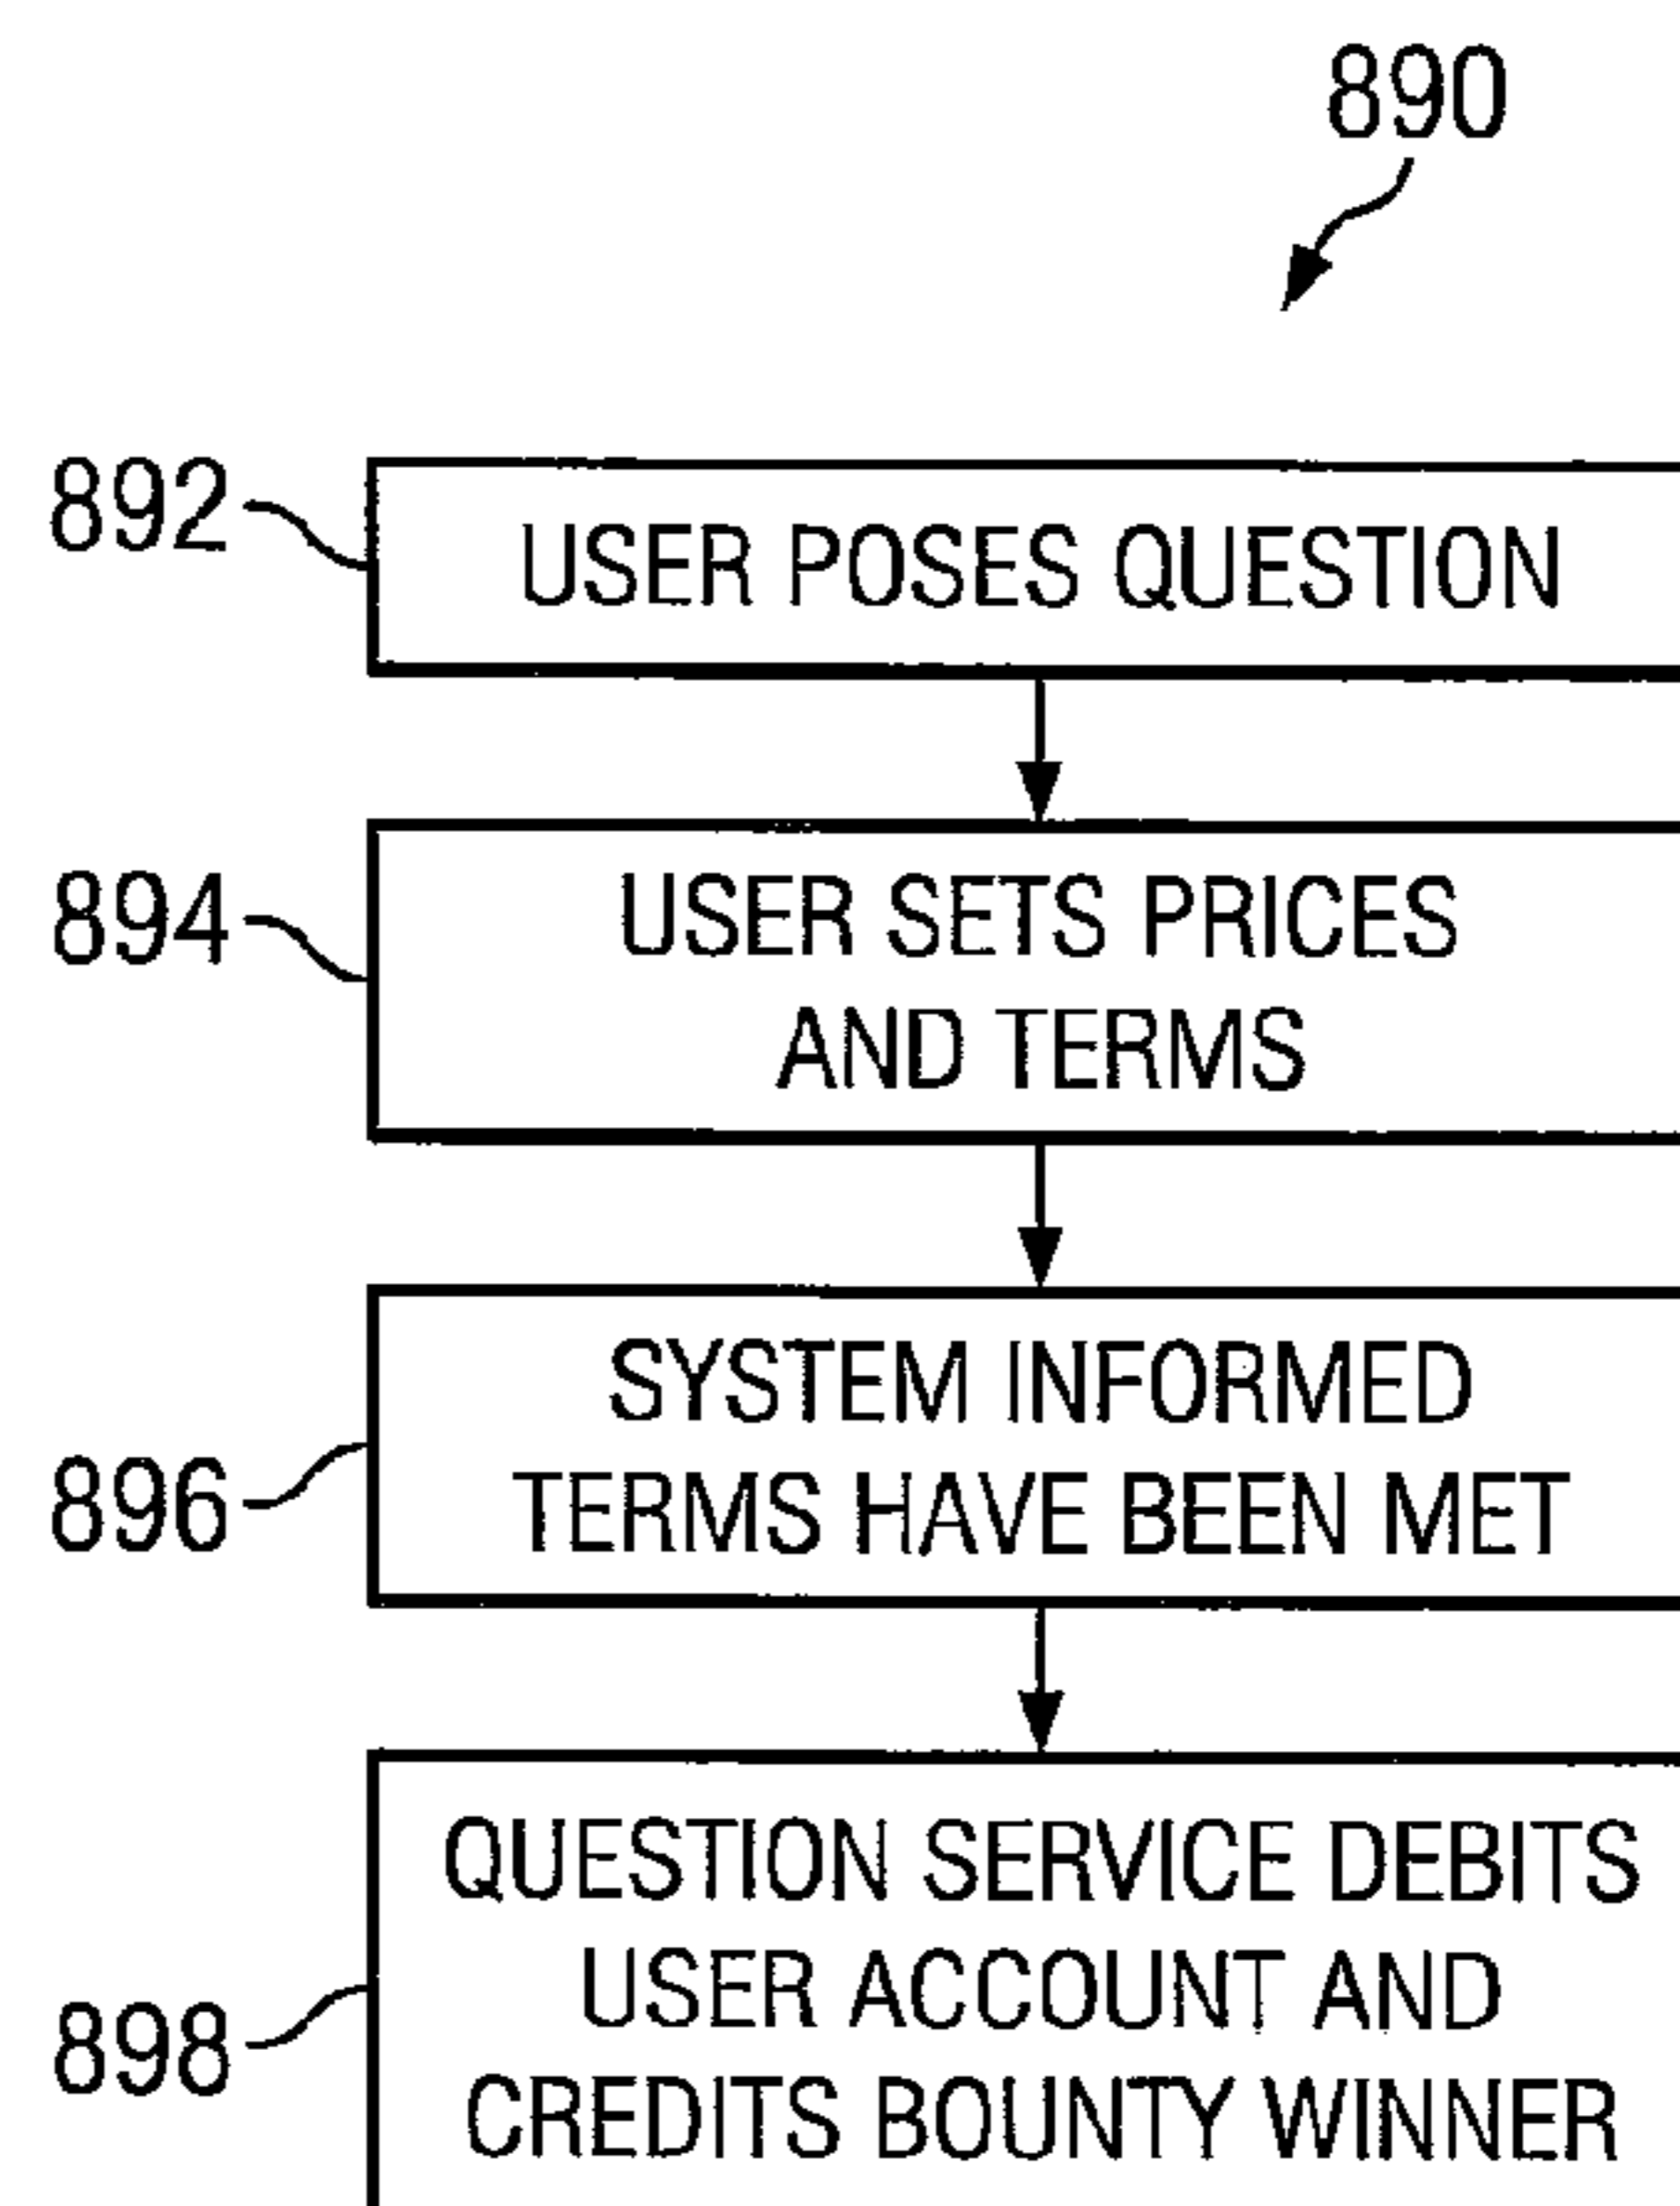 890
892
USER POSES QUESTION
894
USER SETS PRICES
AND TERMS
896
SYSTEM INFORMED
TERMS HAVE BEEN MET
898
QUESTION SERVICE DEBITS
USER ACCOUNT AND
CREDITS BOUNTY WINNER